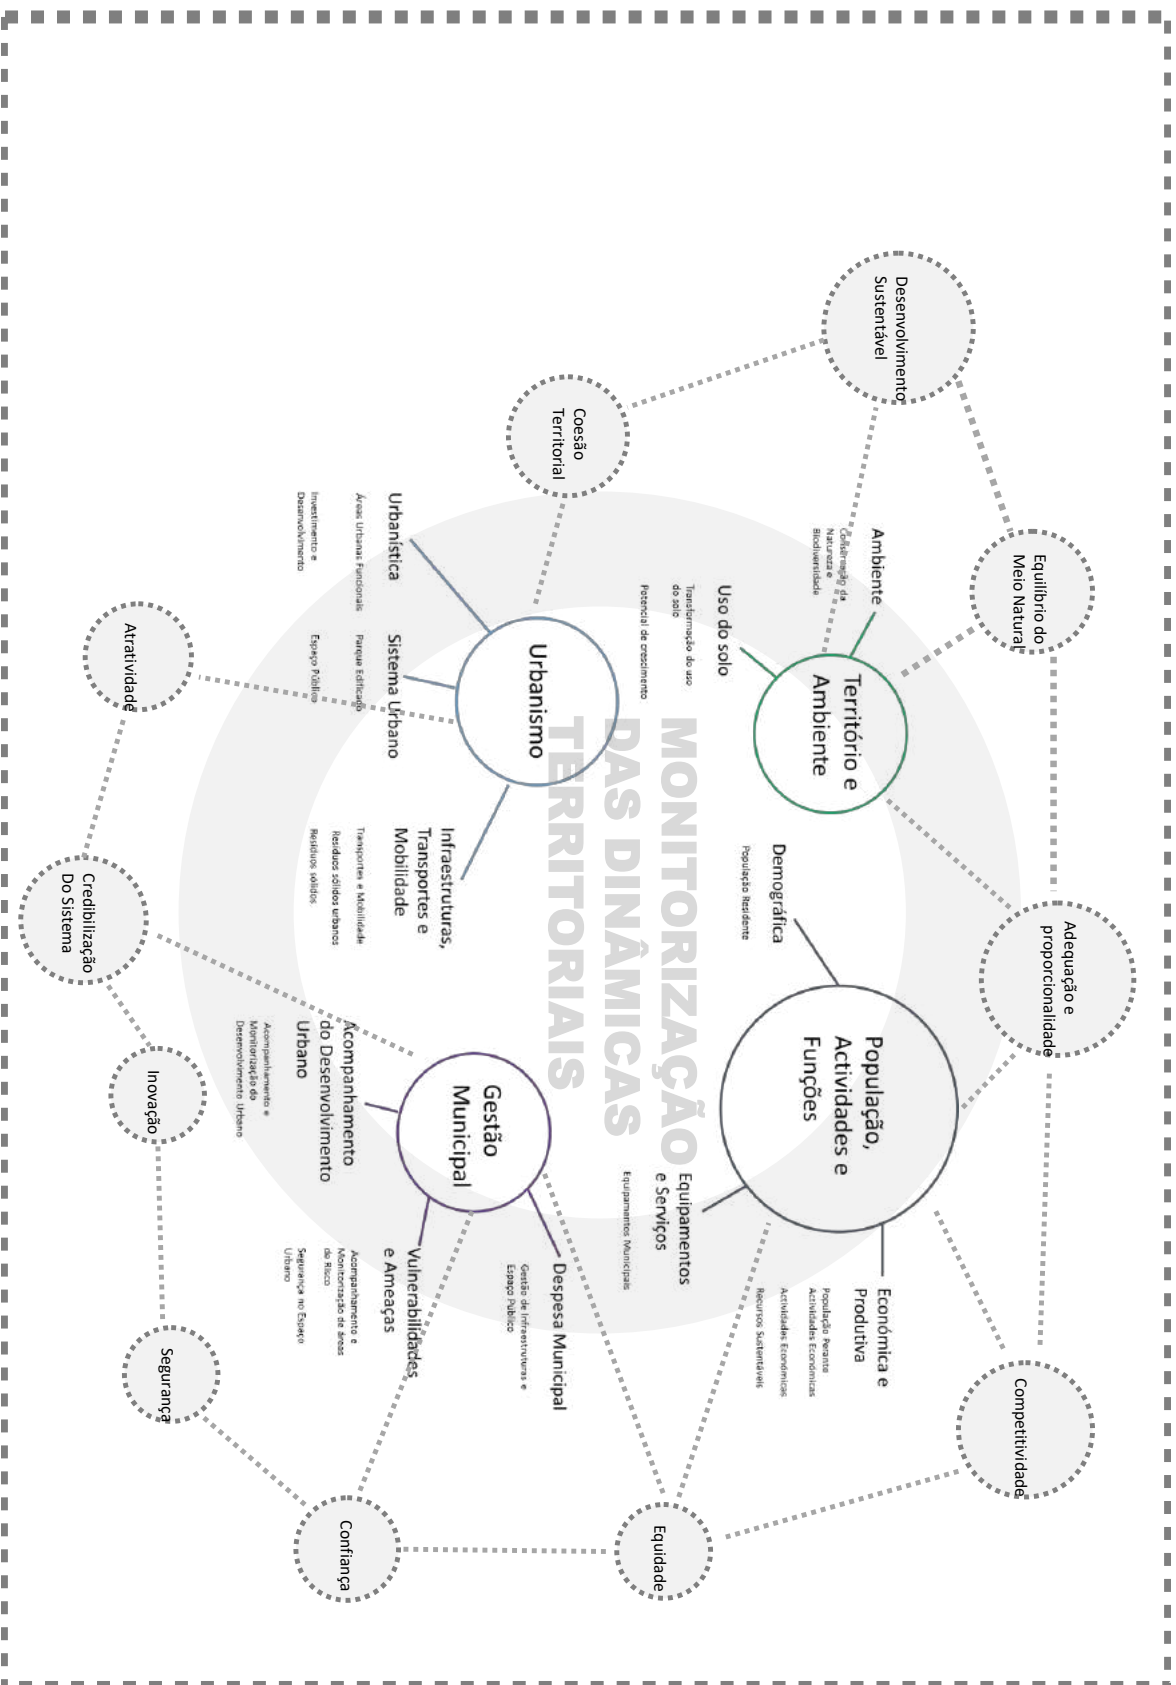 Desenvolvimento
Sustentável
Equilíbrio do
Meio Natural
Adequação e
proporcionalidade
Competitividade
Coesão
Territorial
Ambiente
Conservação da
Natureza e
Biodiversidade
Uso do solo
Transformação do uso
do solo
Potencial de crescimento
Território e
Ambiente
Demográfica
População Residente
População,
Actividades e
Funções
Equipamentos
e Serviços
Equipamentos Municipais
Económica e
Produtiva
População Perante
Actividades Económicas
Actividades Económicas
Recursos Sustentáveis
MONITORIZAÇÃO
DAS DINÂMICAS
TERRITORIAIS
Urbanismo
Urbanística
Áreas Urbanas Funcionais
Investimento e
Desenvolvimento
Sistema Urbano
Parque Edificado
Espaço Público
Infraestruturas,
Transportes e
Mobilidade
Transportes e Mobilidade
Resíduos sólidos urbanos
Resíduos sólidos
Gestão
Municipal
Acompanhamento
do Desenvolvimento
Urbano
Acompanhamento e
Monitorização do
Desenvolvimento Urbano
Vulnerabilidades
e Ameaças
Acompanhamento e
Monitorização de áreas
de Risco
Segurança no Espaço
Urbano
Despesa Municipal
Gestão de Infraestruturas e
Espaço Público
Equidade
Atratividade
Credibilização
Do Sistema
Inovação
Segurança
Confiança